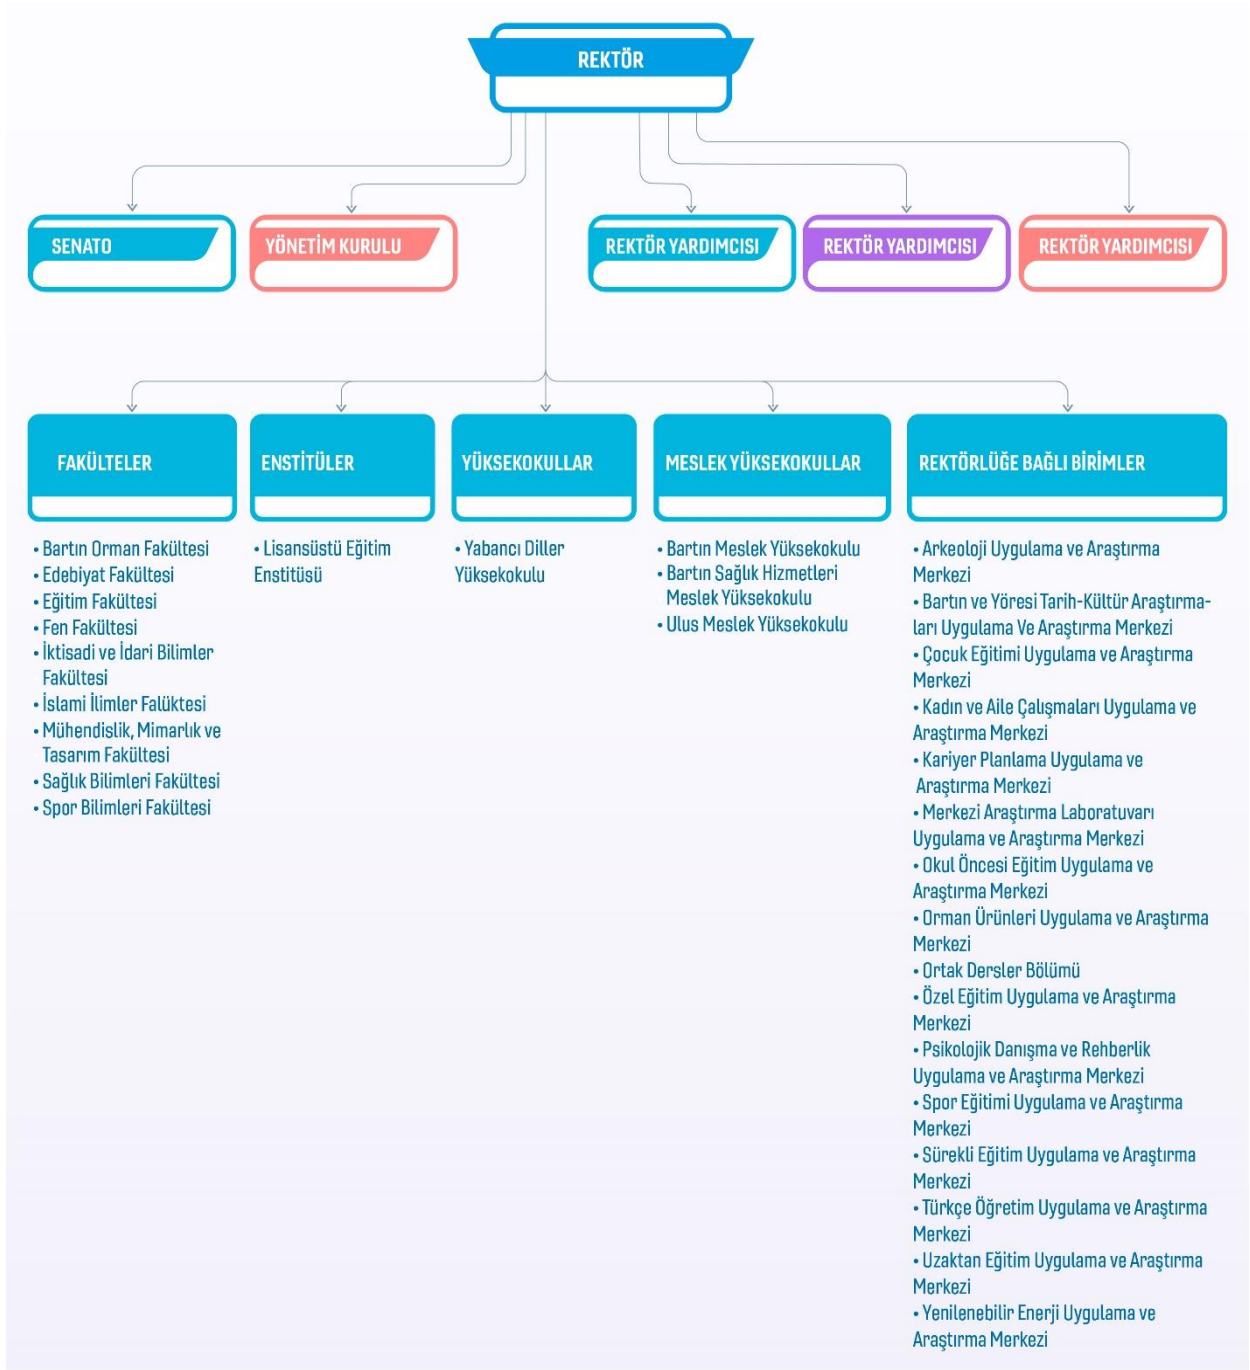 REKTÖR
SENATO
YÖNETİM KURULU
REKTÖR YARDIMCISI
REKTÖR YARDIMCISI
REKTÖR YARDIMCISI
FAKÜLTELER
• Bartın Orman Fakültesi
• Edebiyat Fakültesi
• Eğitim Fakültesi
• Fen Fakültesi
• İktisadi ve İdari Bilimler
Fakültesi
• İslami İlimler Falüktesi
• Mühendislik, Mimarlık ve
Tasarım Fakültesi
• Sağlık Bilimleri Fakültesi
• Spor Bilimleri Fakültesi
ENSTİTÜLER
• Lisansüstü Eğitim
Enstitüsü
YÜKSEKOKULLAR
• Yabancı Diller
Yüksekokulu
MESLEK YÜKSEKOKULLAR
• Bartın Meslek Yüksekokulu
• Bartın Sağlık Hizmetleri
Meslek Yüksekokulu
• Ulus Meslek Yüksekokulu
REKTÖRLÜĞE BAĞLI BİRİMLER
• Arkeoloji Uygulama ve Araştırma
Merkezi
• Bartın ve Yöresi Tarih-Kültür Araştırma-
ları Uygulama Ve Araştırma Merkezi
• Çocuk Eğitimi Uygulama ve Araştırma
Merkezi
• Kadın ve Aile Çalışmaları Uygulama ve
Araştırma Merkezi
• Kariyer Planlama Uygulama ve
Araştırma Merkezi
• Merkezi Araştırma Laboratuvarı
Uygulama ve Araştırma Merkezi
• Okul Öncesi Eğitim Uygulama ve
Araştırma Merkezi
• Orman Ürünleri Uygulama ve Araştırma
Merkezi
• Ortak Dersler Bölümü
• Özel Eğitim Uygulama ve Araştırma
Merkezi
• Psikolojik Danışma ve Rehberlik
Uygulama ve Araştırma Merkezi
• Spor Eğitimi Uygulama ve Araştırma
Merkezi
• Sürekli Eğitim Uygulama ve Araştırma
Merkezi
• Türkçe Öğretim Uygulama ve Araştırma
Merkezi
• Uzaktan Eğitim Uygulama ve Araştırma
Merkezi
• Yenilenebilir Enerji Uygulama ve
Araştırma Merkezi